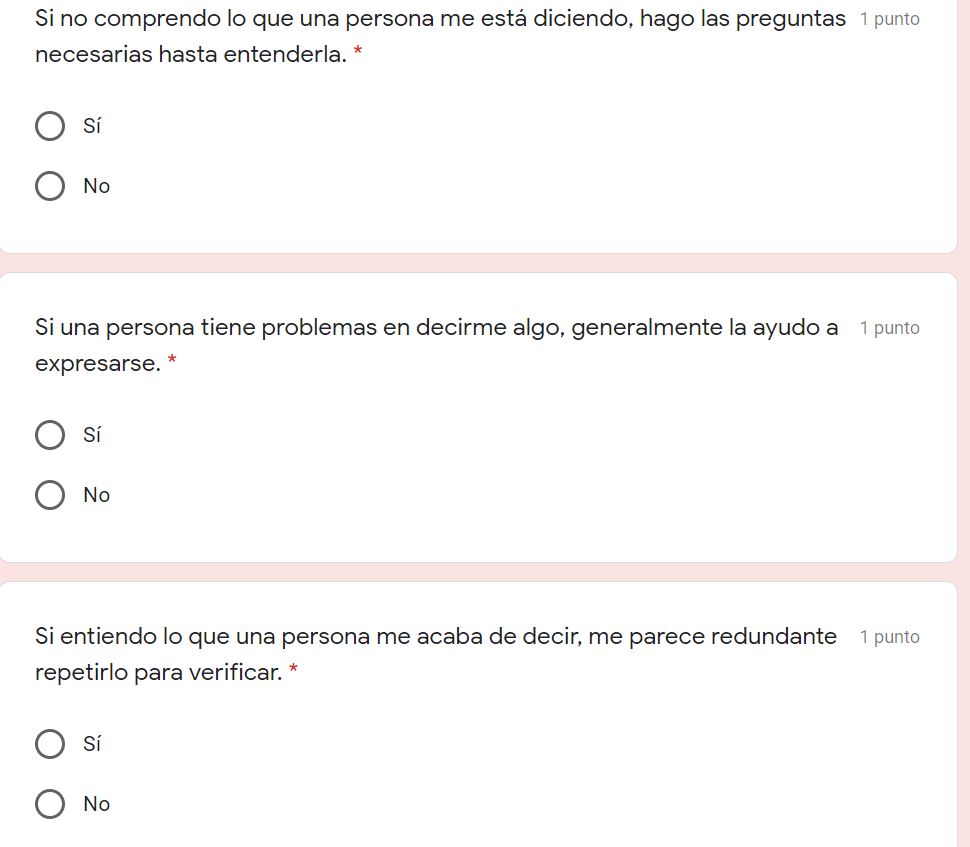 Si no comprendo lo que una persona me está diciendo, hago las preguntas 1 punto
necesarias hasta entenderla. *
Sí
No
Si una persona tiene problemas en decirme algo, generalmente la ayudo a 1 punto
expresarse. *
Sí
No
Si entiendo lo que una persona me acaba de decir, me parece redundante 1 punto
repetirlo para verificar. *
Sí
No